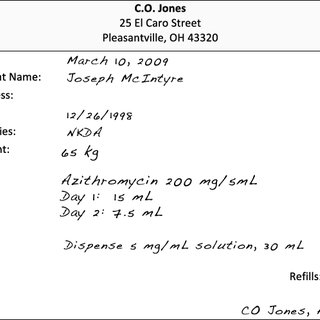 C.O. Jones
25 El Caro Street
Pleasantville, OH 43320
March 10, 2009
nt Name: Joseph McIntyre
ss:
12/26/1998
ies: NKDA
nt: 65 kg
Azithromycin 200 mg/5mL
Day 1: 15 mL
Day 2: 7.5 mL
Dispense 5 mg/mL solution, 30 mL
Refills:
CO Jones,